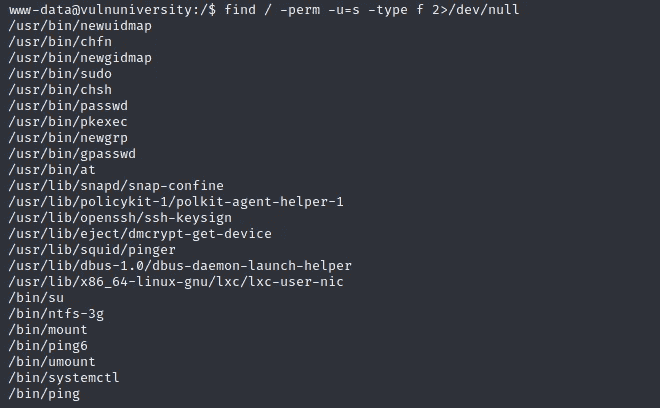 www-data@vulnuniversity:/$ find / -perm -u=s -type f 2>/dev/null
/usr/bin/newuidmap
/usr/bin/chfn
/usr/bin/newgidmap
/usr/bin/sudo
/usr/bin/chsh
/usr/bin/passwd
/usr/bin/pkexec
/usr/bin/newgrp
/usr/bin/gpasswd
/usr/bin/at
/usr/lib/snapd/snap-confine
/usr/lib/policykit-1/polkit-agent-helper-1
/usr/lib/openssh/ssh-keysign
/usr/lib/eject/dmcrypt-get-device
/usr/lib/squid/pinger
/usr/lib/dbus-1.0/dbus-daemon-launch-helper
/usr/lib/x86_64-linux-gnu/lxc/lxc-user-nic
/bin/su
/bin/ntfs-3g
/bin/mount
/bin/ping6
/bin/umount
/bin/systemctl
/bin/ping